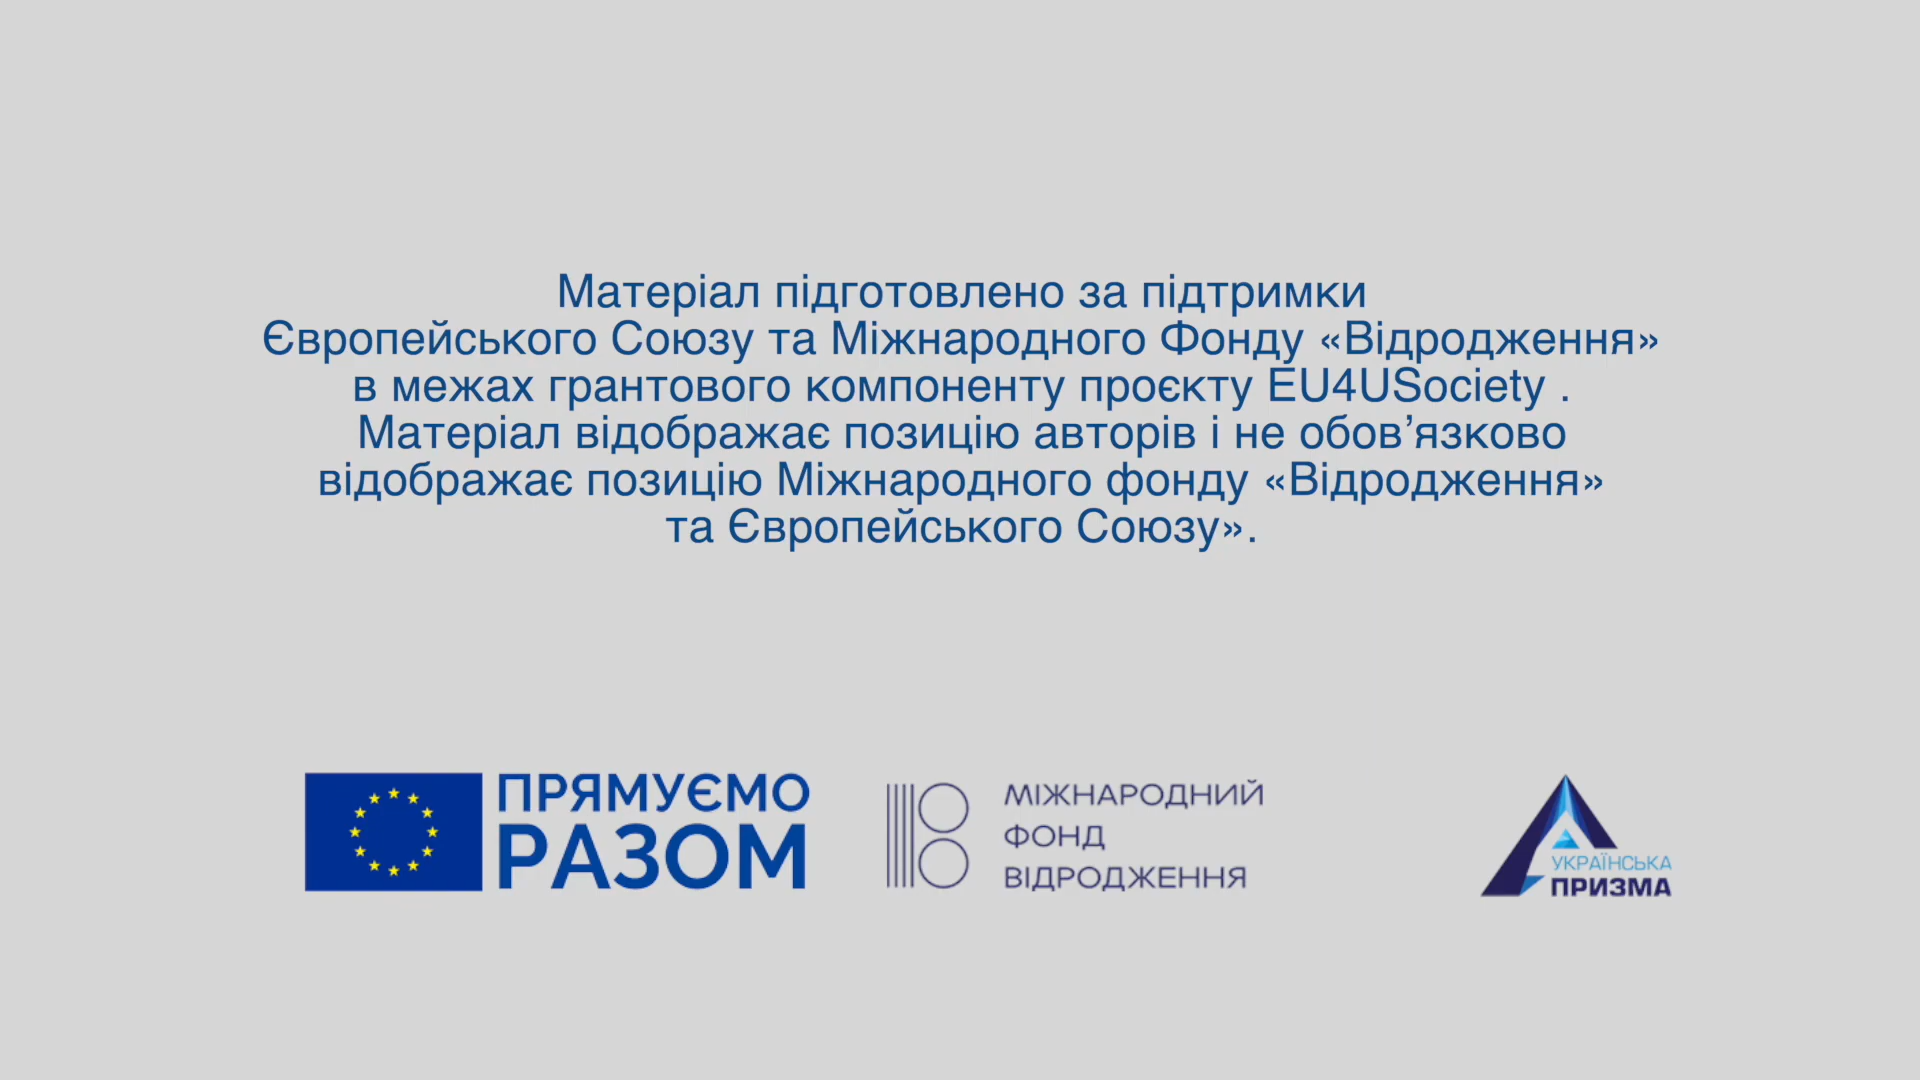 Матеріал підготовлено за підтримки
Європейського Союзу та Міжнародного Фонду «Відродження»
в межах грантового компоненту проєкту EU4USociety .
Матеріал відображає позицію авторів і не обов’язково
відображає позицію Міжнародного фонду «Відродження»
та Європейського Союзу».
ПРЯМУЄМО
РАЗОМ
МІЖНАРОДНИЙ
ФОНД
ВІДРОДЖЕННЯ
УКРАЇНСЬКА
ПРИЗМА